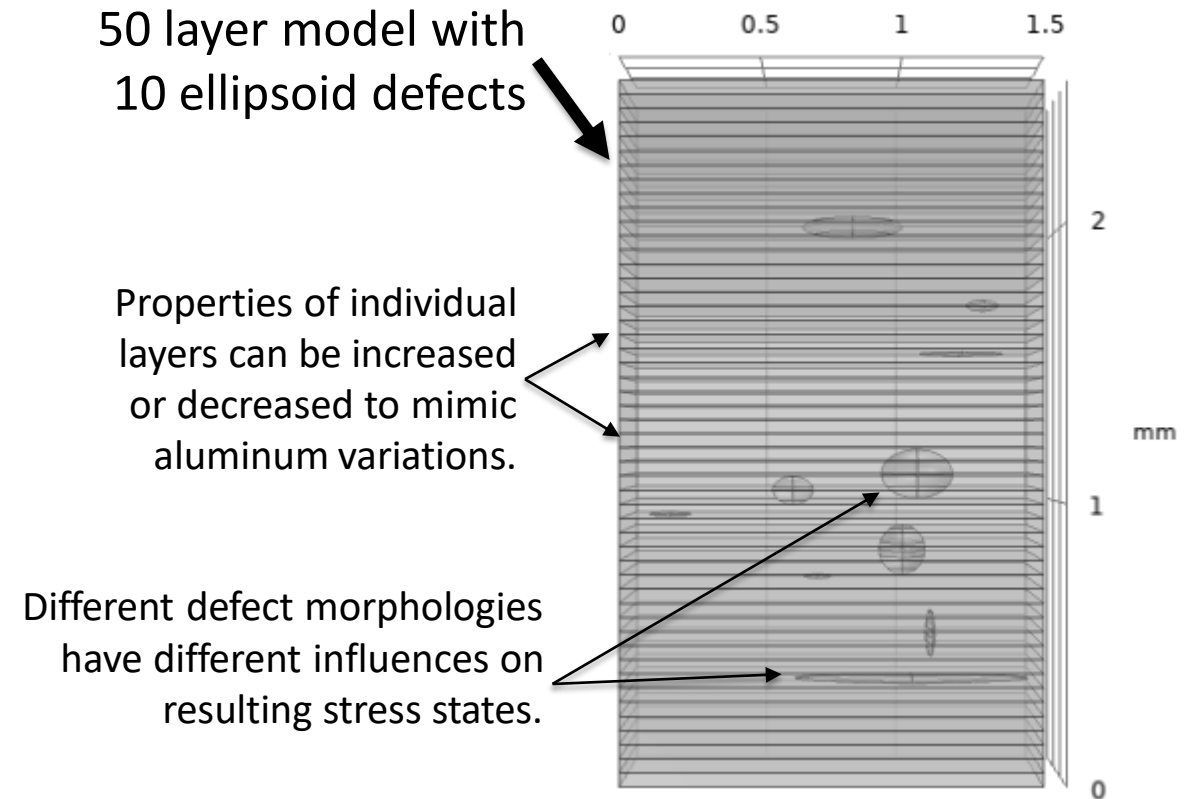 50 layer model with
10 ellipsoid defects
0 0.5 1 1.5
2
Properties of individual
layers can be increased
or decreased to mimic
aluminum variations.
mm
1
Different defect morphologies
have different influences on
resulting stress states.
0